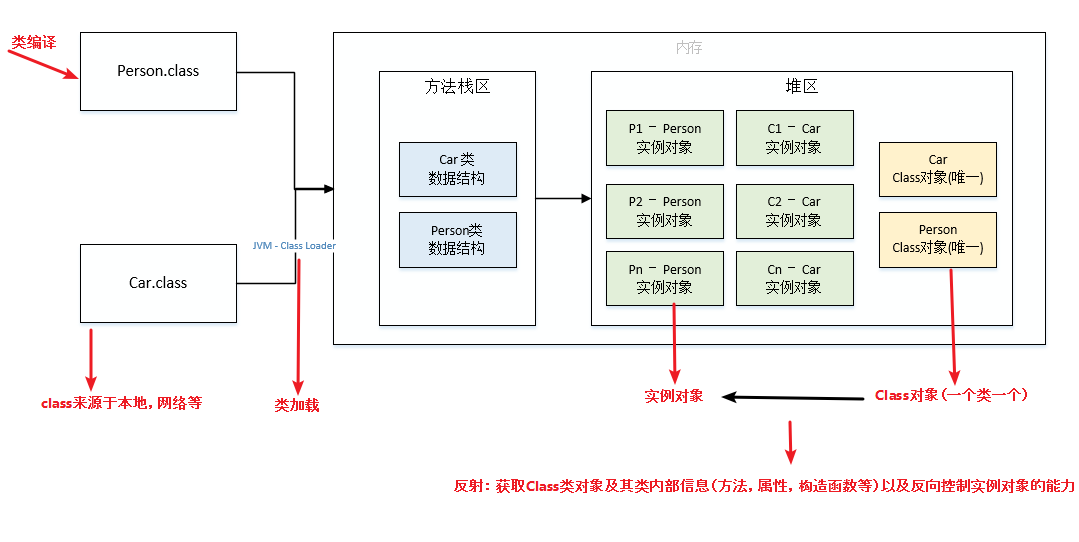 类编译
Person.class
Car.class
JVM - Class Loader
内存
方法栈区
Car 类
数据结构
Person类
数据结构
堆区
P1 － Person
实例对象
C1 － Car
实例对象
P2 － Person
实例对象
C2 － Car
实例对象
Pn － Person
实例对象
Cn － Car
实例对象
Car
Class对象(唯一)
Person
Class对象(唯一)
class来源于本地，网络等
类加载
实例对象
Class对象（一个类一个）
反射：获取Class类对象及其类内部信息（方法，属性，构造函数等）以及反向控制实例对象的能力